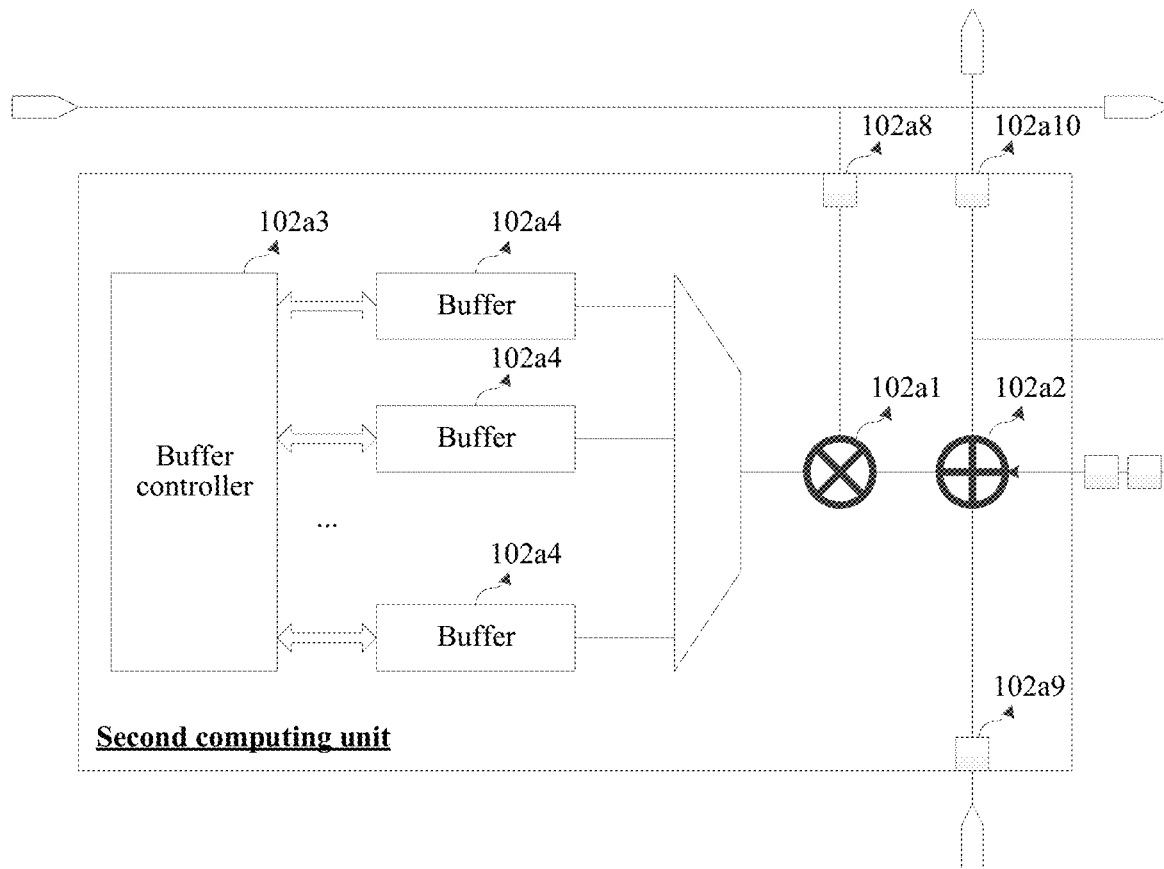 102a8
102a10
102a3
102a4
Buffer
102a4
102a1
102a2
Buffer
Buffer
controller
...
102a4
Buffer
102a9
Second computing unit